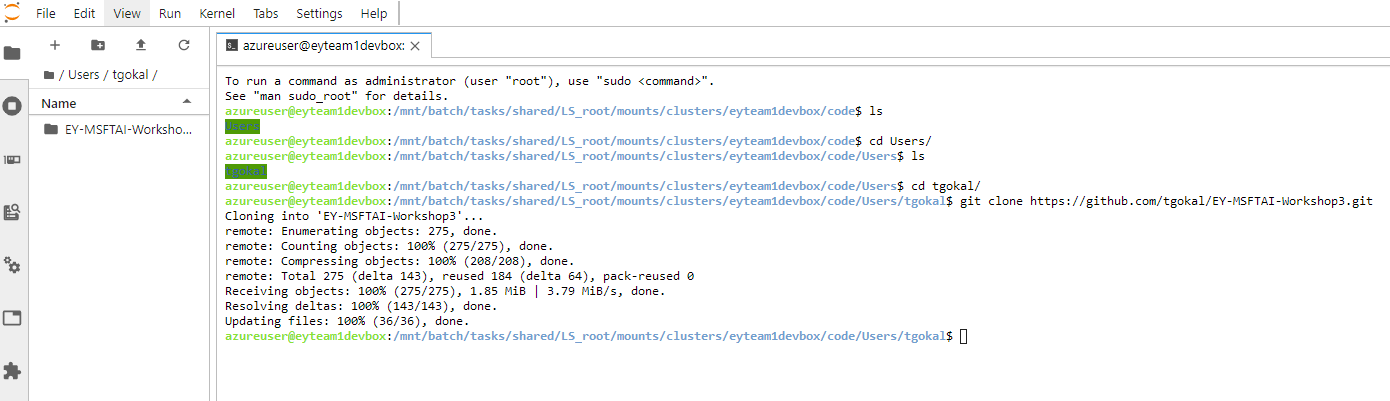 File Edit View Run Kernel Tabs Settings Help
/ Users / tgokal /
Name
EY-MSFTAI-Worksho...
azureuser@eyteam1devbox:
To run a command as administrator (user "root"), use "sudo <command>".
See "man sudo_root" for details.
azureuser@eyteam1devbox:/mnt/batch/tasks/shared/LS_root/mounts/clusters/eyteam1devbox/code$ ls
Users
azureuser@eyteam1devbox:/mnt/batch/tasks/shared/LS_root/mounts/clusters/eyteam1devbox/code$ cd Users/
azureuser@eyteam1devbox:/mnt/batch/tasks/shared/LS_root/mounts/clusters/eyteam1devbox/code/Users$ ls
tgokal
azureuser@eyteam1devbox:/mnt/batch/tasks/shared/LS_root/mounts/clusters/eyteam1devbox/code/Users$ cd tgokal/
azureuser@eyteam1devbox:/mnt/batch/tasks/shared/LS_root/mounts/clusters/eyteam1devbox/code/Users/tgokal$ git clone https://github.com/tgokal/EY-MSFTAI-Workshop3.git
Cloning into 'EY-MSFTAI-Workshop3'...
remote: Enumerating objects: 275, done.
remote: Counting objects: 100% (275/275), done.
remote: Compressing objects: 100% (208/208), done.
remote: Total 275 (delta 143), reused 184 (delta 64), pack-reused 0
Receiving objects: 100% (275/275), 1.85 MiB | 3.79 MiB/s, done.
Resolving deltas: 100% (143/143), done.
Updating files: 100% (36/36), done.
azureuser@eyteam1devbox:/mnt/batch/tasks/shared/LS_root/mounts/clusters/eyteam1devbox/code/Users/tgokal$